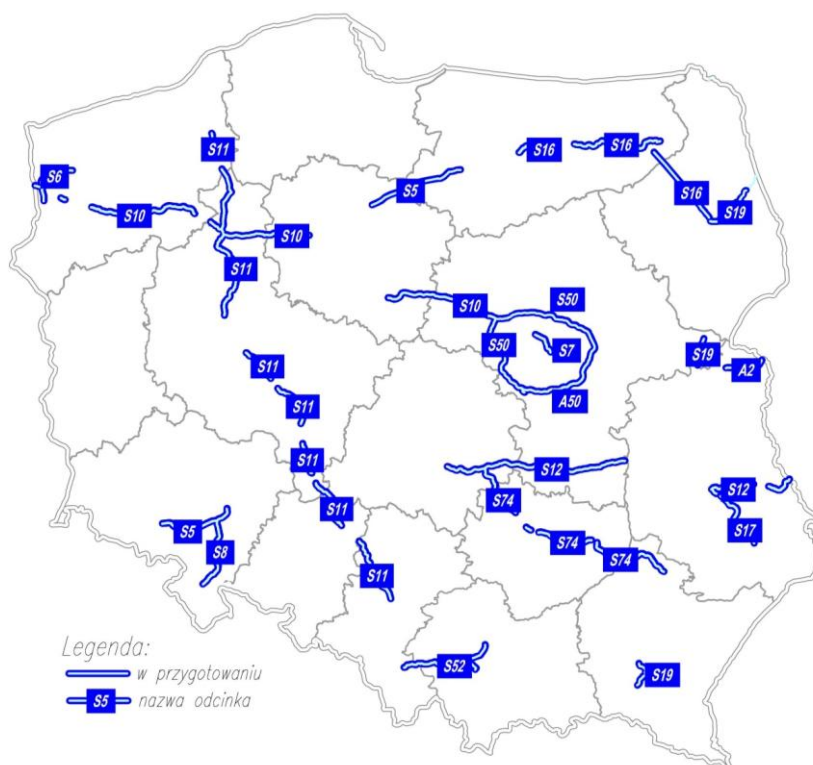 S11
S16
S16
S6
S5
S16
S10
S19
S10
S11
S50
S10
S50
S7
S19
S11
A2
A50
S11
S11
S12
S12
S74
S11
S5
S17
S74
S8
S74
S11
Legenda:
w przygotowaniu
S52
S19
S5 nazwa odcinka